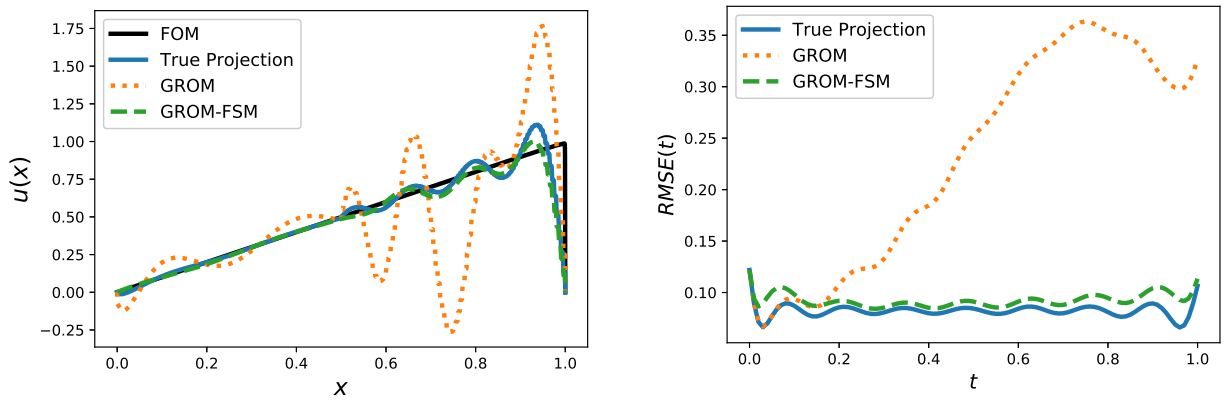 1.75
1.50
1.25
1.00
0.75
0.50
0.25
0.00
−0.25
u(x)
FOM
True Projection
GROM
GROM-FSM
0.0 0.2 0.4 0.6 0.8 1.0
x
0.35
0.30
0.25
0.20
0.15
0.10
RMSE(t)
True Projection
GROM
GROM-FSM
0.0 0.2 0.4 0.6 0.8 1.0
t